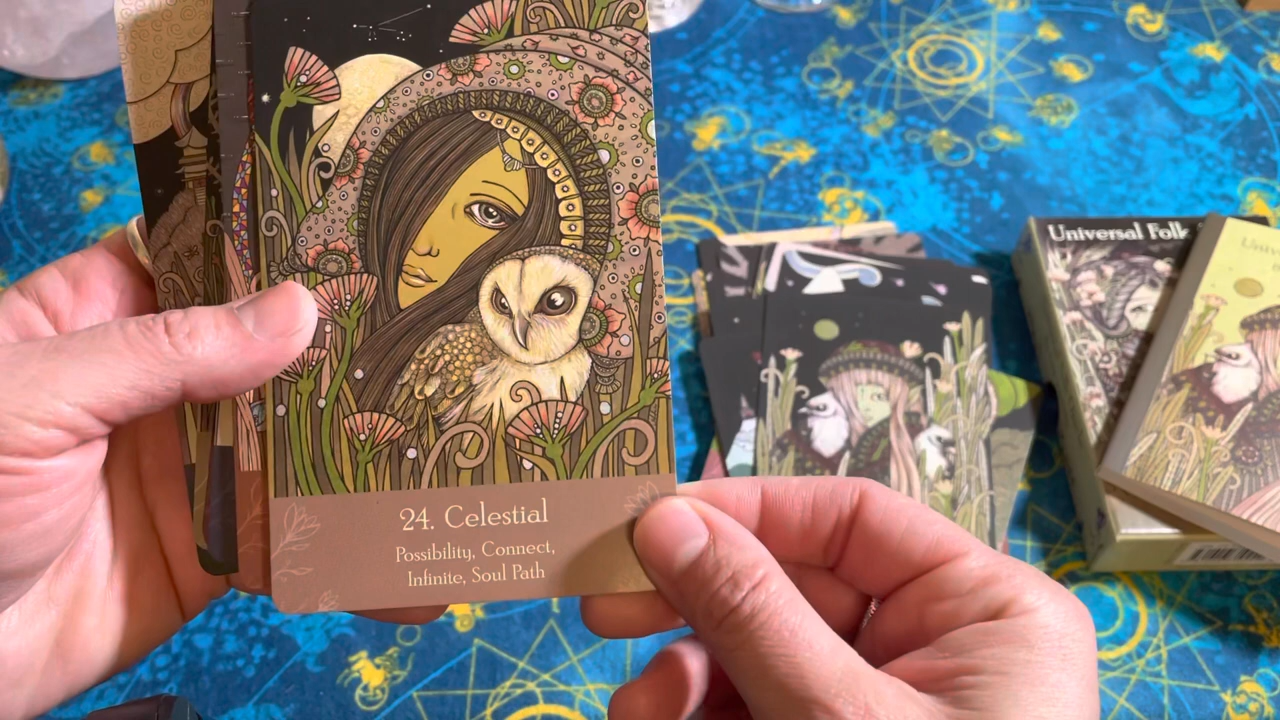 24. Celestial
Possibility, Connect,
Infinite, Soul Path
Universal Folk